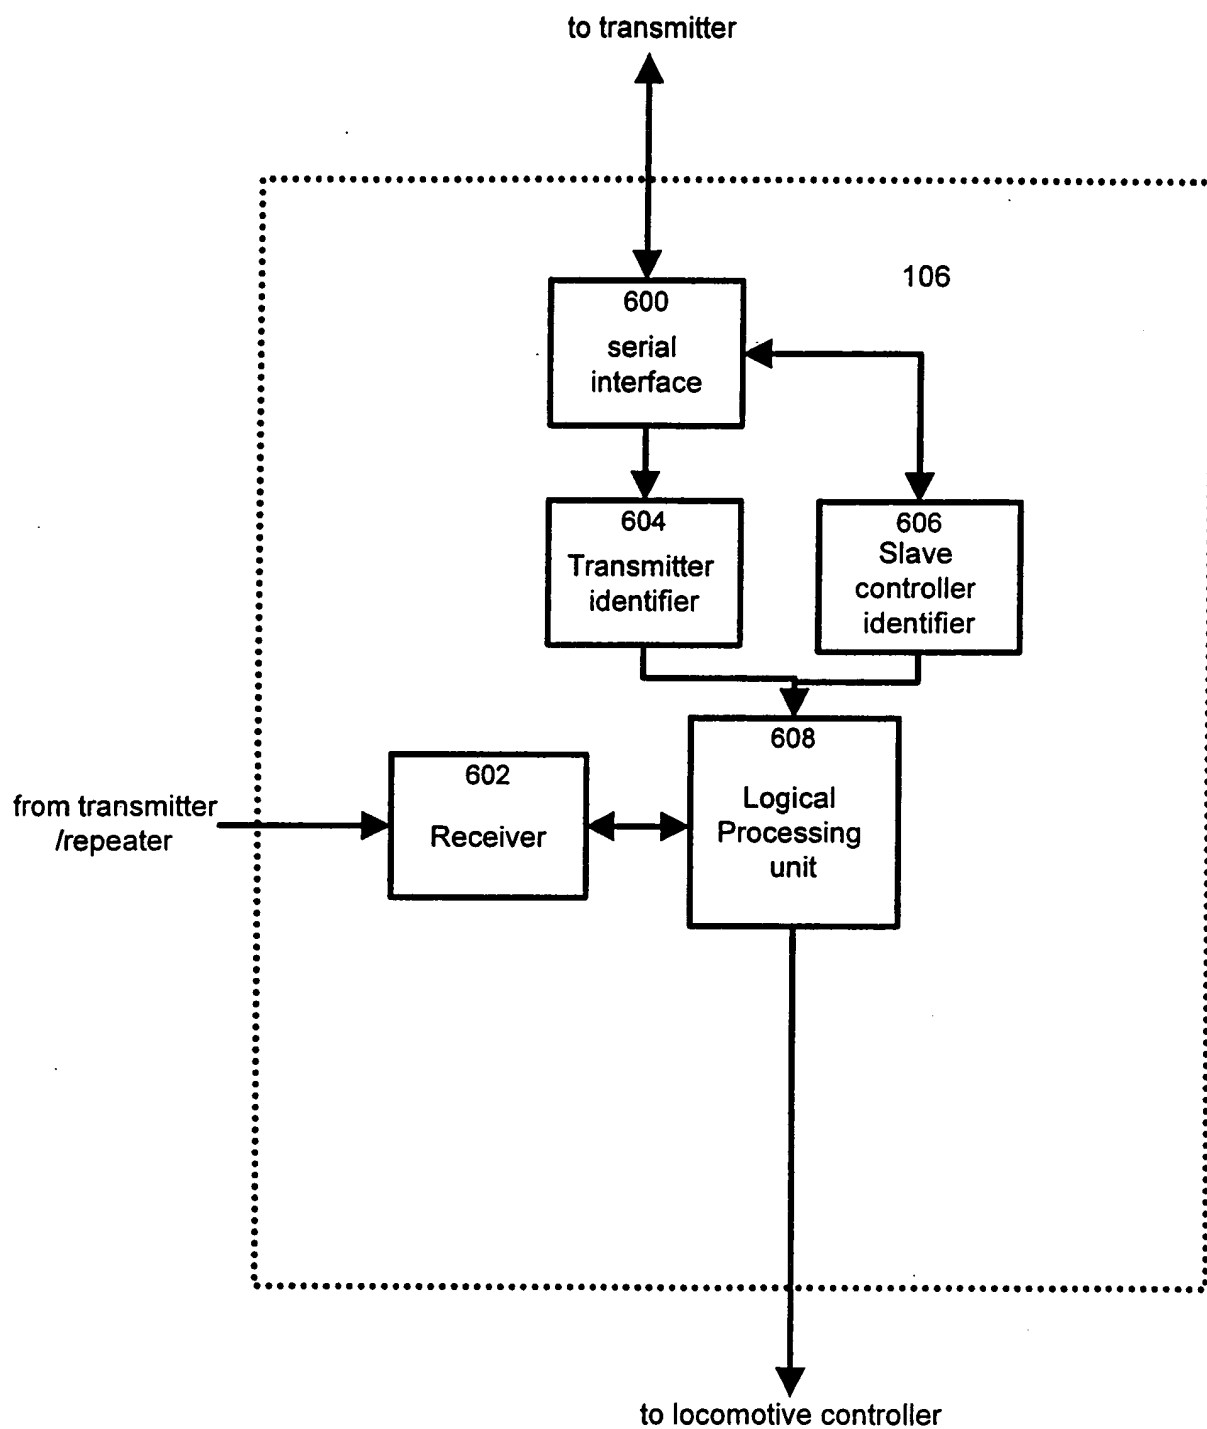 to transmitter
106
600
serial
interface
604
Transmitter
identifier
606
Slave
controller
identifier
608
Logical
Processing
unit
602
Receiver
from transmitter
/repeater
to locomotive controller